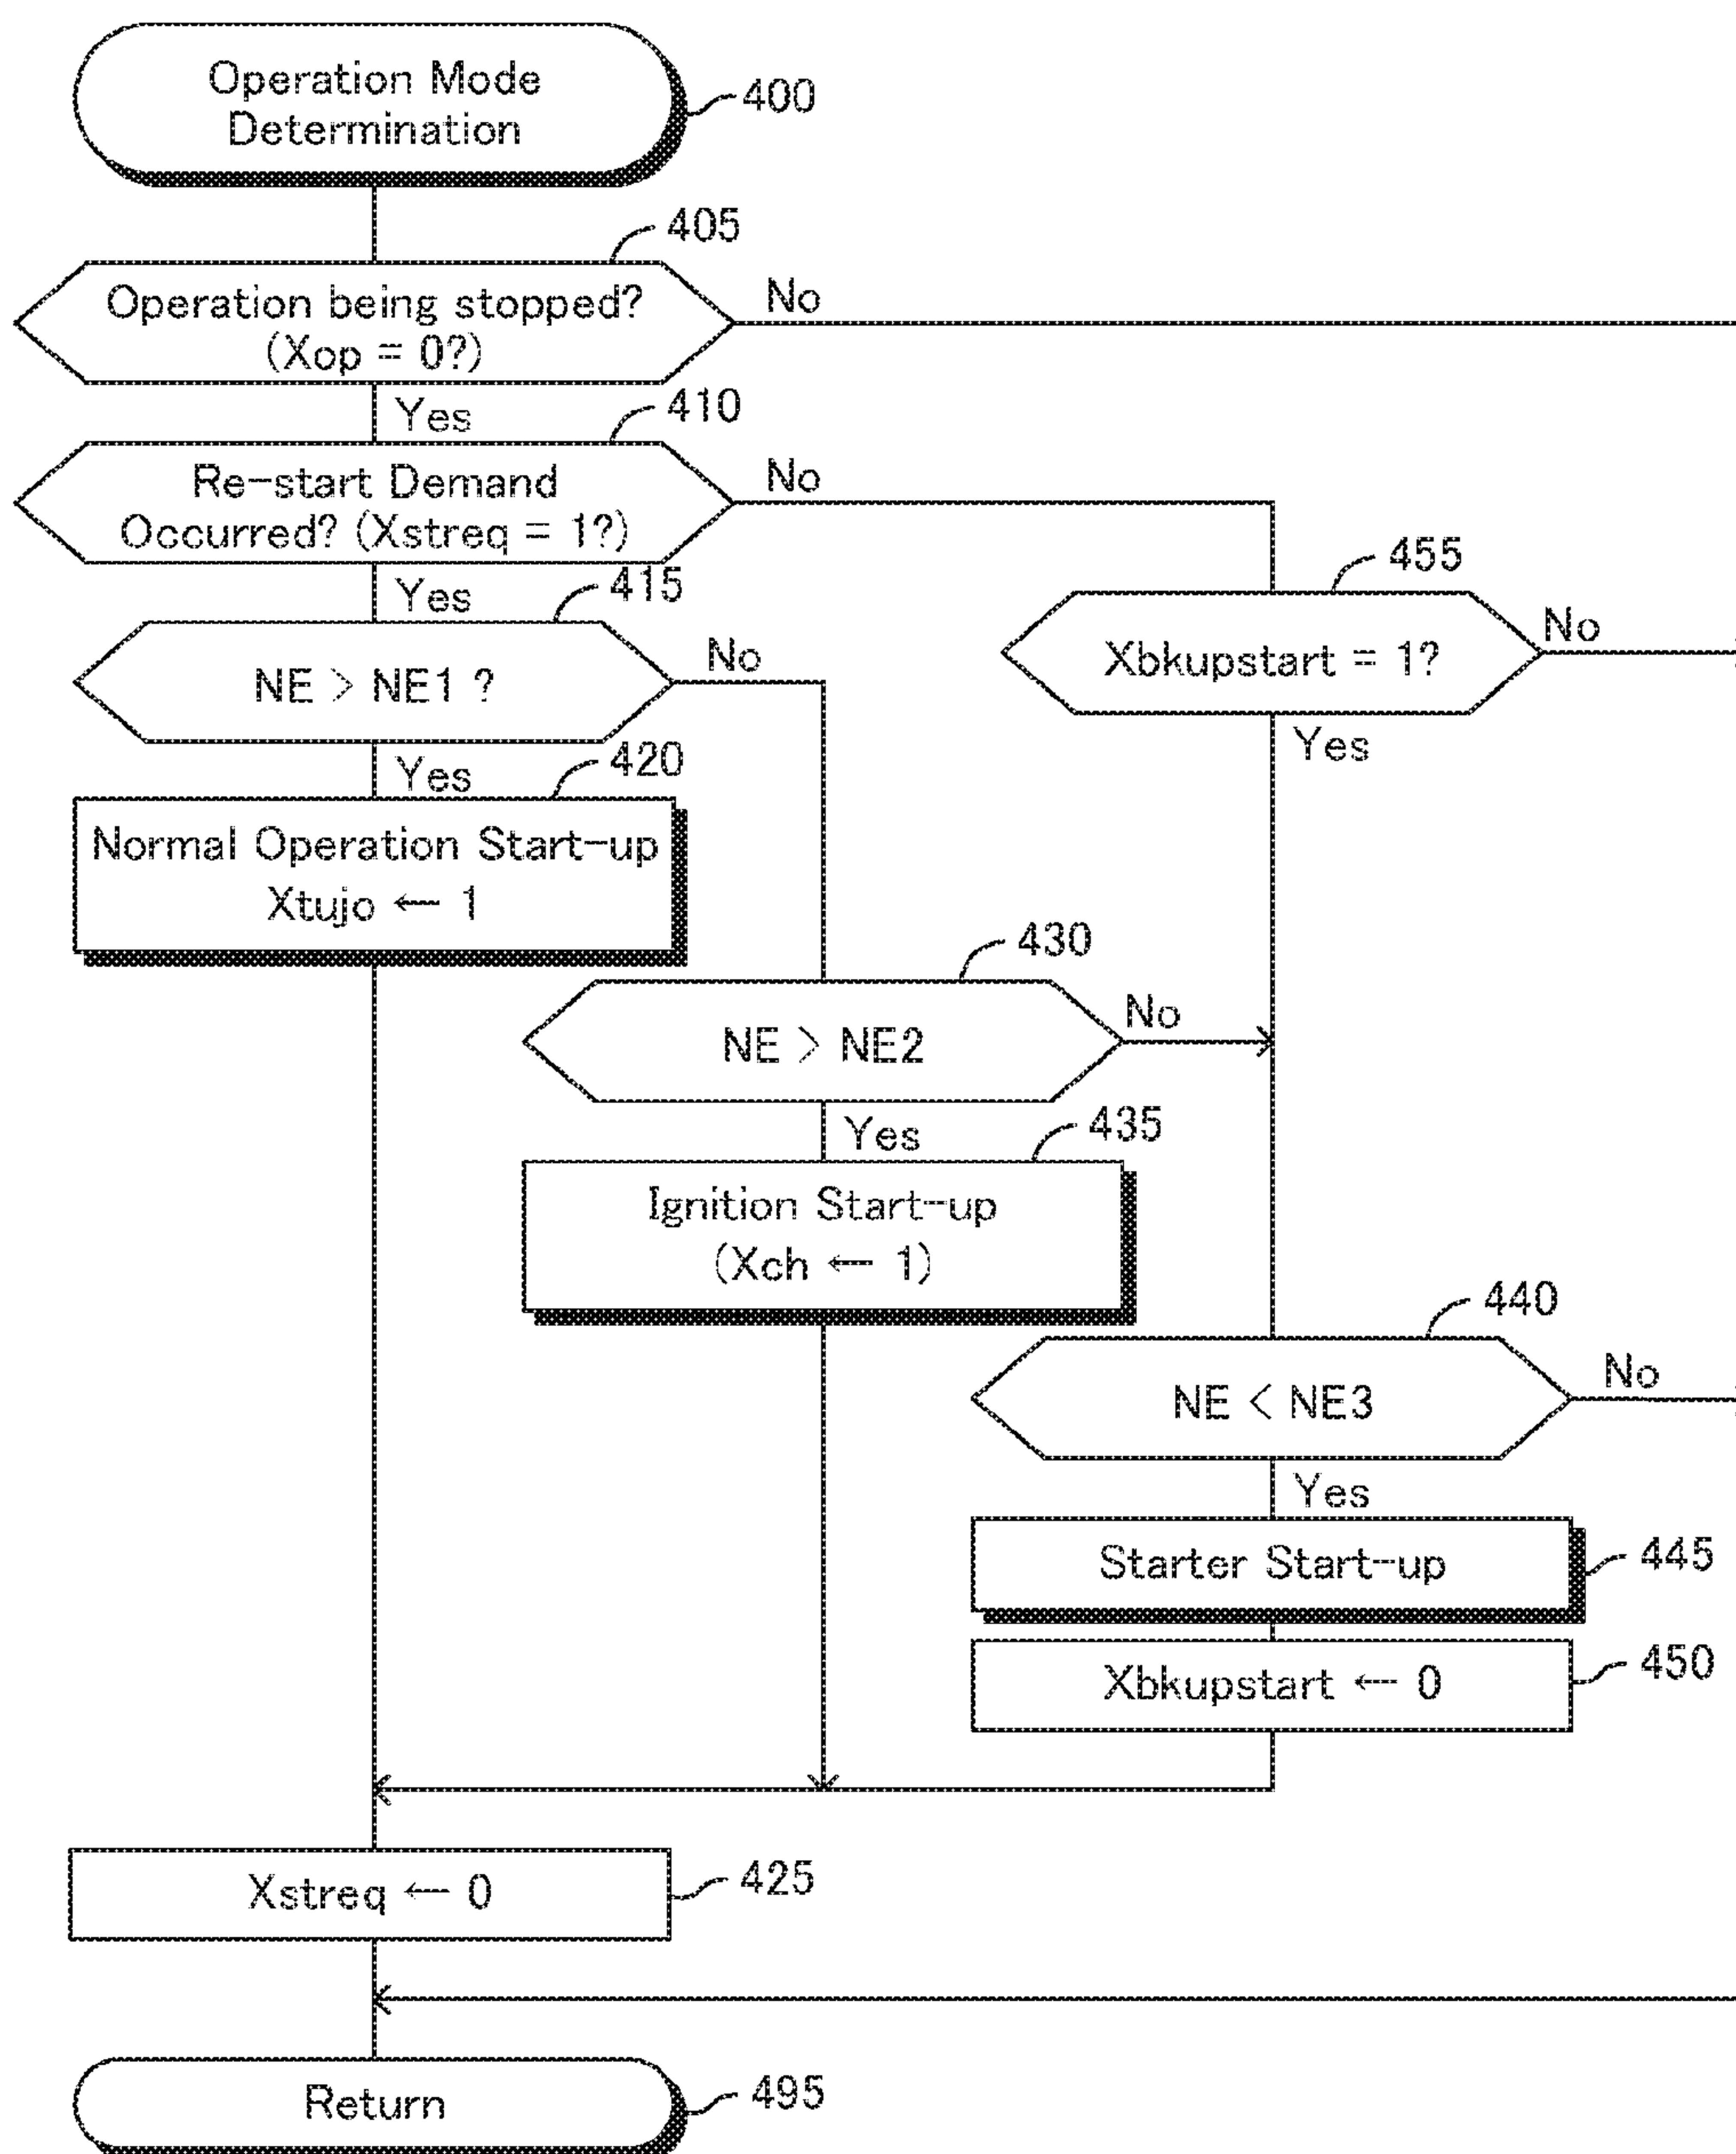 Operation Mode
Determination
400
405
Operation being stopped?
(Xop = 0?)
No
Yes
410
Re-start Demand
Occurred? (Xstreq = 1?)
No
Yes
415
NE > NE1 ?
No
455
Xbkupstart = 1?
No
Yes
Yes
420
Normal Operation Start-up
Xtujo ← 1
430
NE > NE2
No
Yes
435
Ignition Start-up
(Xch ← 1)
440
NE < NE3
No
Yes
Starter Start-up
445
Xbkupstart ← 0
450
Xstreq ← 0
425
Return
495